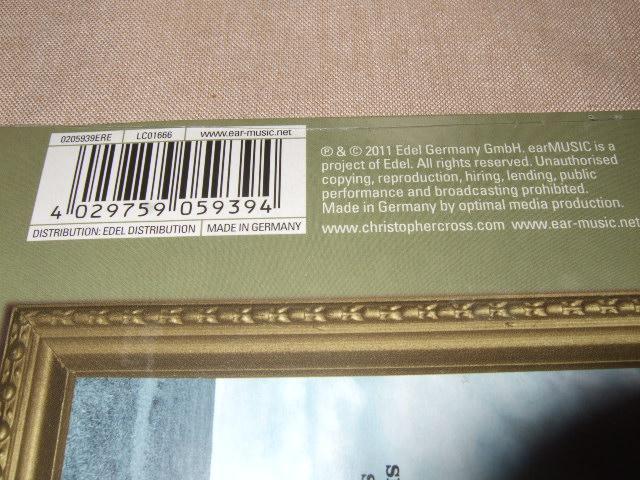 0205939ERE LC01666 www.ear-music.net
4 029759 059394
DISTRIBUTION: EDEL DISTRIBUTION MADE IN GERMANY
℗ & © 2011 Edel Germany GmbH. earMUSIC is a
project of Edel. All rights reserved. Unauthorised
copying, reproduction, hiring, lending, public
performance and broadcasting prohibited.
Made in Germany by optimal media production.
www.christophercross.com www.ear-music.net